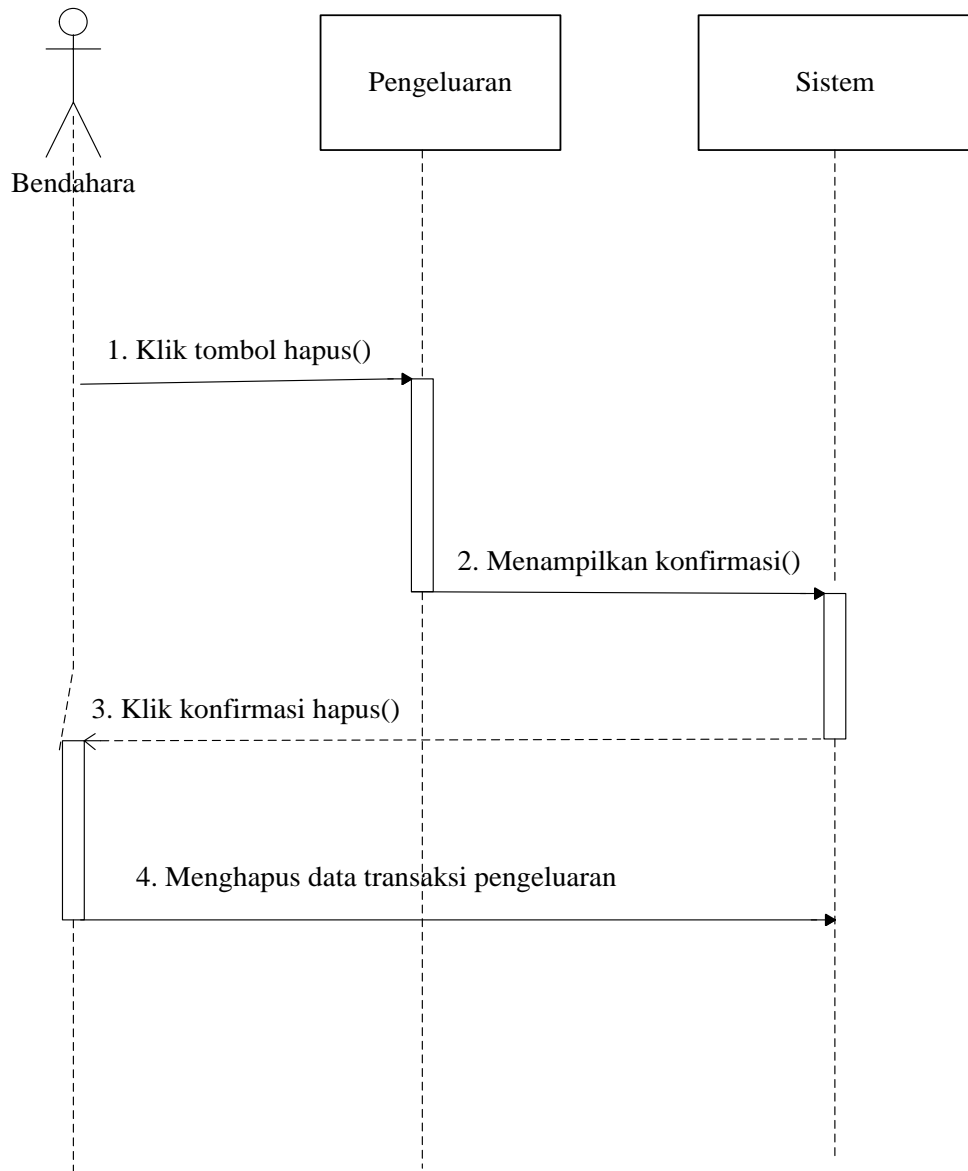 Pengeluaran
Sistem
Bendahara
1. Klik tombol hapus()
2. Menampilkan konfirmasi()
3. Klik konfirmasi hapus()
4. Menghapus data transaksi pengeluaran